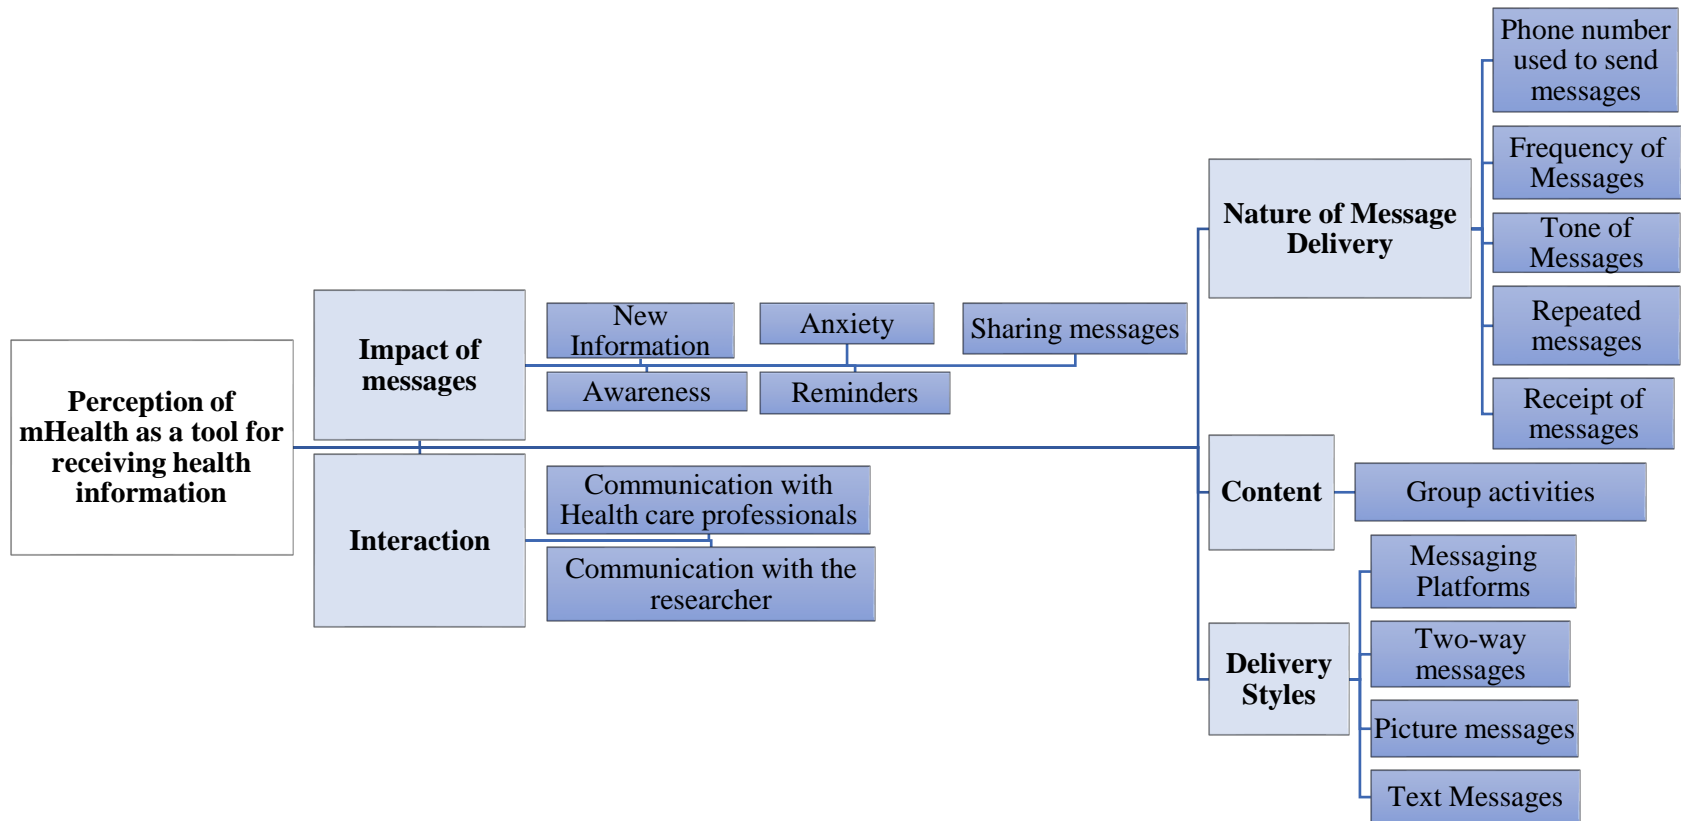 Perception of
mHealth as a tool for
receiving health
information
Impact of
messages
New
Information
Anxiety
Sharing messages
Awareness
Reminders
Interaction
Communication with
Health care professionals
Communication with the
researcher
Nature of Message
Delivery
Phone number
used to send
messages
Frequency of
Messages
Tone of
Messages
Repeated
messages
Receipt of
messages
Content
Group activities
Delivery
Styles
Messaging
Platforms
Two-way
messages
Picture messages
Text Messages